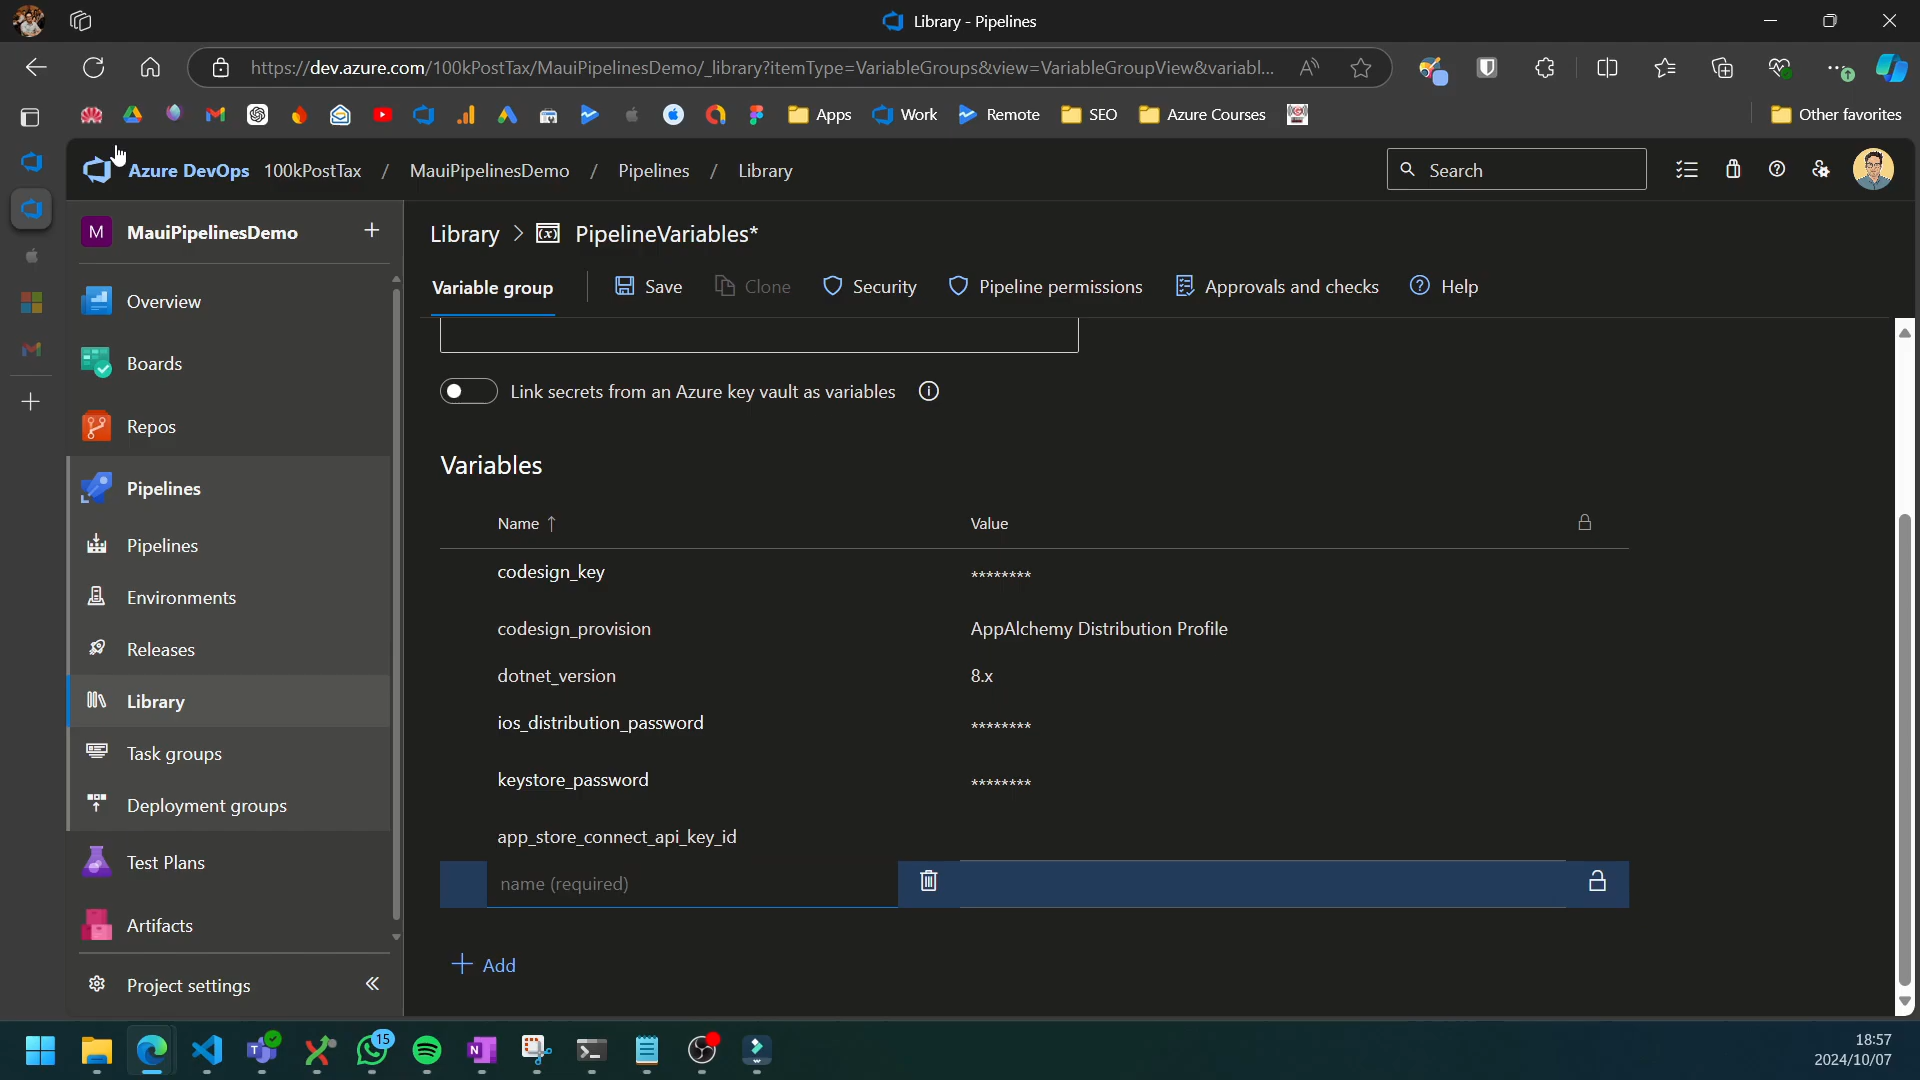 Library - Pipelines
https://dev.azure.com/100kPostTax/MauiPipelinesDemo/_library?itemType=VariableGroups&view=VariableGroupView&variabl...
Apps
Work
Remote
SEO
Azure Courses
Other favorites
Azure DevOps 100kPostTax / MauiPipelinesDemo / Pipelines / Library
Search
M MauiPipelinesDemo
Library > PipelineVariables*
Variable group
Save
Clone
Security
Pipeline permissions
Approvals and checks
Help
Overview
Boards
Repos
Pipelines
Pipelines
Environments
Releases
Library
Task groups
Deployment groups
Test Plans
Artifacts
Project settings
Link secrets from an Azure key vault as variables
Variables
Name ↑ Value
codesign_key ********
codesign_provision AppAlchemy Distribution Profile
dotnet_version 8.x
ios_distribution_password ********
keystore_password ********
app_store_connect_api_key_id
name (required)
+ Add
15
18:57
2024/10/07